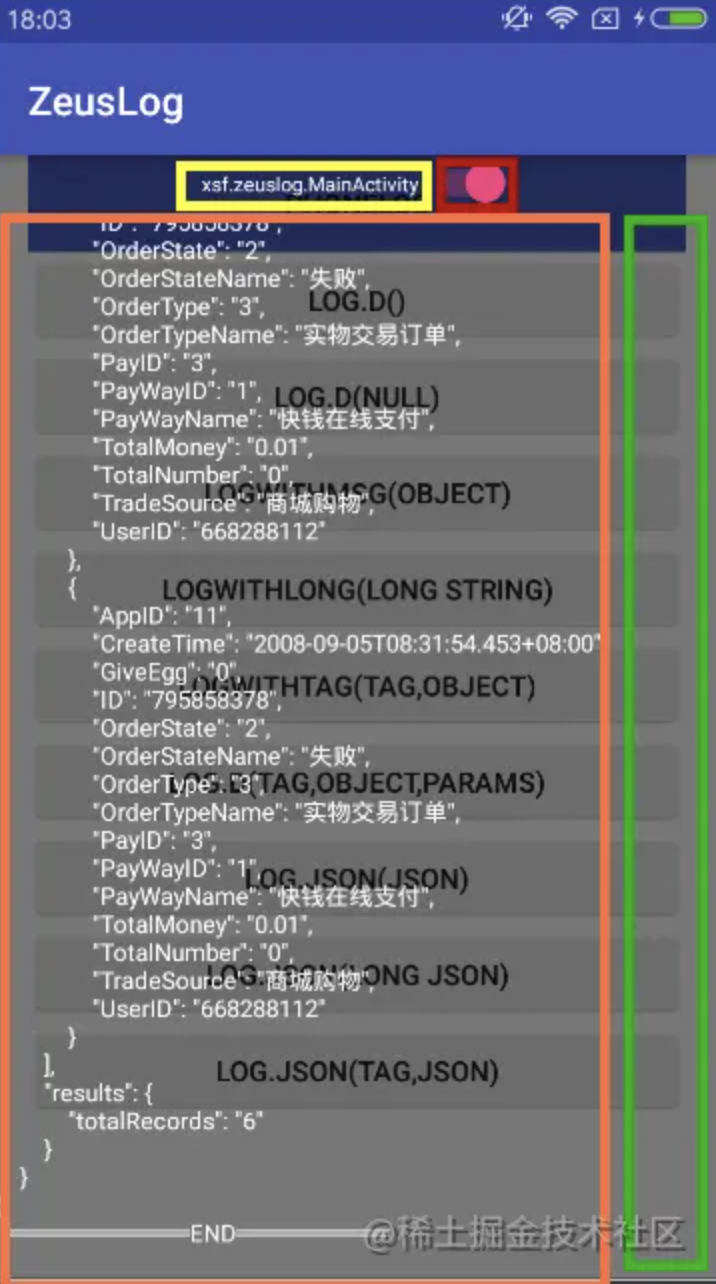 18:03
ZeusLog
xsf.zeuslog.MainActivity
"ID": "795858378",
"OrderState": "2",
"OrderStateName": "失败",
LOG.D()
"OrderType": "3",
"OrderTypeName": "实物交易订单",
"PayID": "3",
"PayWayID": "1",
LOG.D(NULL)
"PayWayName": "快钱在线支付",
"TotalMoney": "0.01",
"TotalNumber": "0",
LOGWITHMSG(OBJECT)
"TradeSource": "商城购物",
"UserID": "668288112"
},
{
LOGWITHLONG(LONG STRING)
"AppID": "11",
"CreateTime": "2008-09-05T08:31:54.453+08:00"
"GiveEgg": "0",
LOGWITHTAG(TAG,OBJECT)
"ID": "795858378",
"OrderState": "2",
"OrderStateName": "失败",
"OrderType": "3",
LOG.D(TAG,OBJECT,PARAMS)
"OrderTypeName": "实物交易订单",
"PayID": "3",
"PayWayID": "1",
LOG.JSON(JSON)
"PayWayName": "快钱在线支付",
"TotalMoney": "0.01",
"TotalNumber": "0",
LOG.JSON(LONG JSON)
"TradeSource": "商城购物",
"UserID": "668288112"
}
],
LOG.JSON(TAG,JSON)
"results": {
"totalRecords": "6"
}
}
END
@稀土掘金技术社区